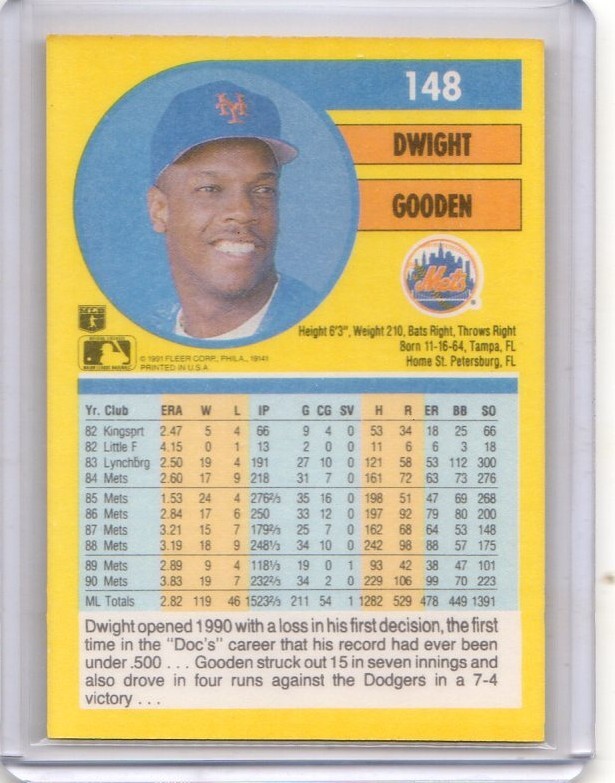 148
DWIGHT
GOODEN
Mets
Height 6'3", Weight 210, Bats Right, Throws Right
Born 11-16-64, Tampa, FL
Home St. Petersburg, FL
© 1991 FLEER CORP., PHILA., 19141
PRINTED IN U.S.A.
Yr. Club ERA W L IP G CG SV H R ER BB SO
82 Kingsprt 2.47 5 4 66 9 4 0 53 34 18 25 66
82 Little F 4.15 0 1 13 2 0 0 11 6 6 3 18
83 Lynchbrg 2.50 19 4 191 27 10 0 121 58 53 112 300
84 Mets 2.60 17 9 218 31 7 0 161 72 63 73 276
85 Mets 1.53 24 4 276⅔ 35 16 0 198 51 47 69 268
86 Mets 2.84 17 6 250 33 12 0 197 92 79 80 200
87 Mets 3.21 15 7 179⅔ 25 7 0 162 68 64 53 148
88 Mets 3.19 18 9 248⅓ 34 10 0 242 98 88 57 175
89 Mets 2.89 9 4 118⅓ 19 0 1 93 42 38 47 101
90 Mets 3.83 19 7 232⅔ 34 2 0 229 106 99 70 223
ML Totals 2.82 119 46 1523⅔ 211 54 1 1282 529 478 449 1391
Dwight opened 1990 with a loss in his first decision, the first
time in the "Doc's" career that his record had ever been
under .500 . . . Gooden struck out 15 in seven innings and
also drove in four runs against the Dodgers in a 7-4
victory . . .